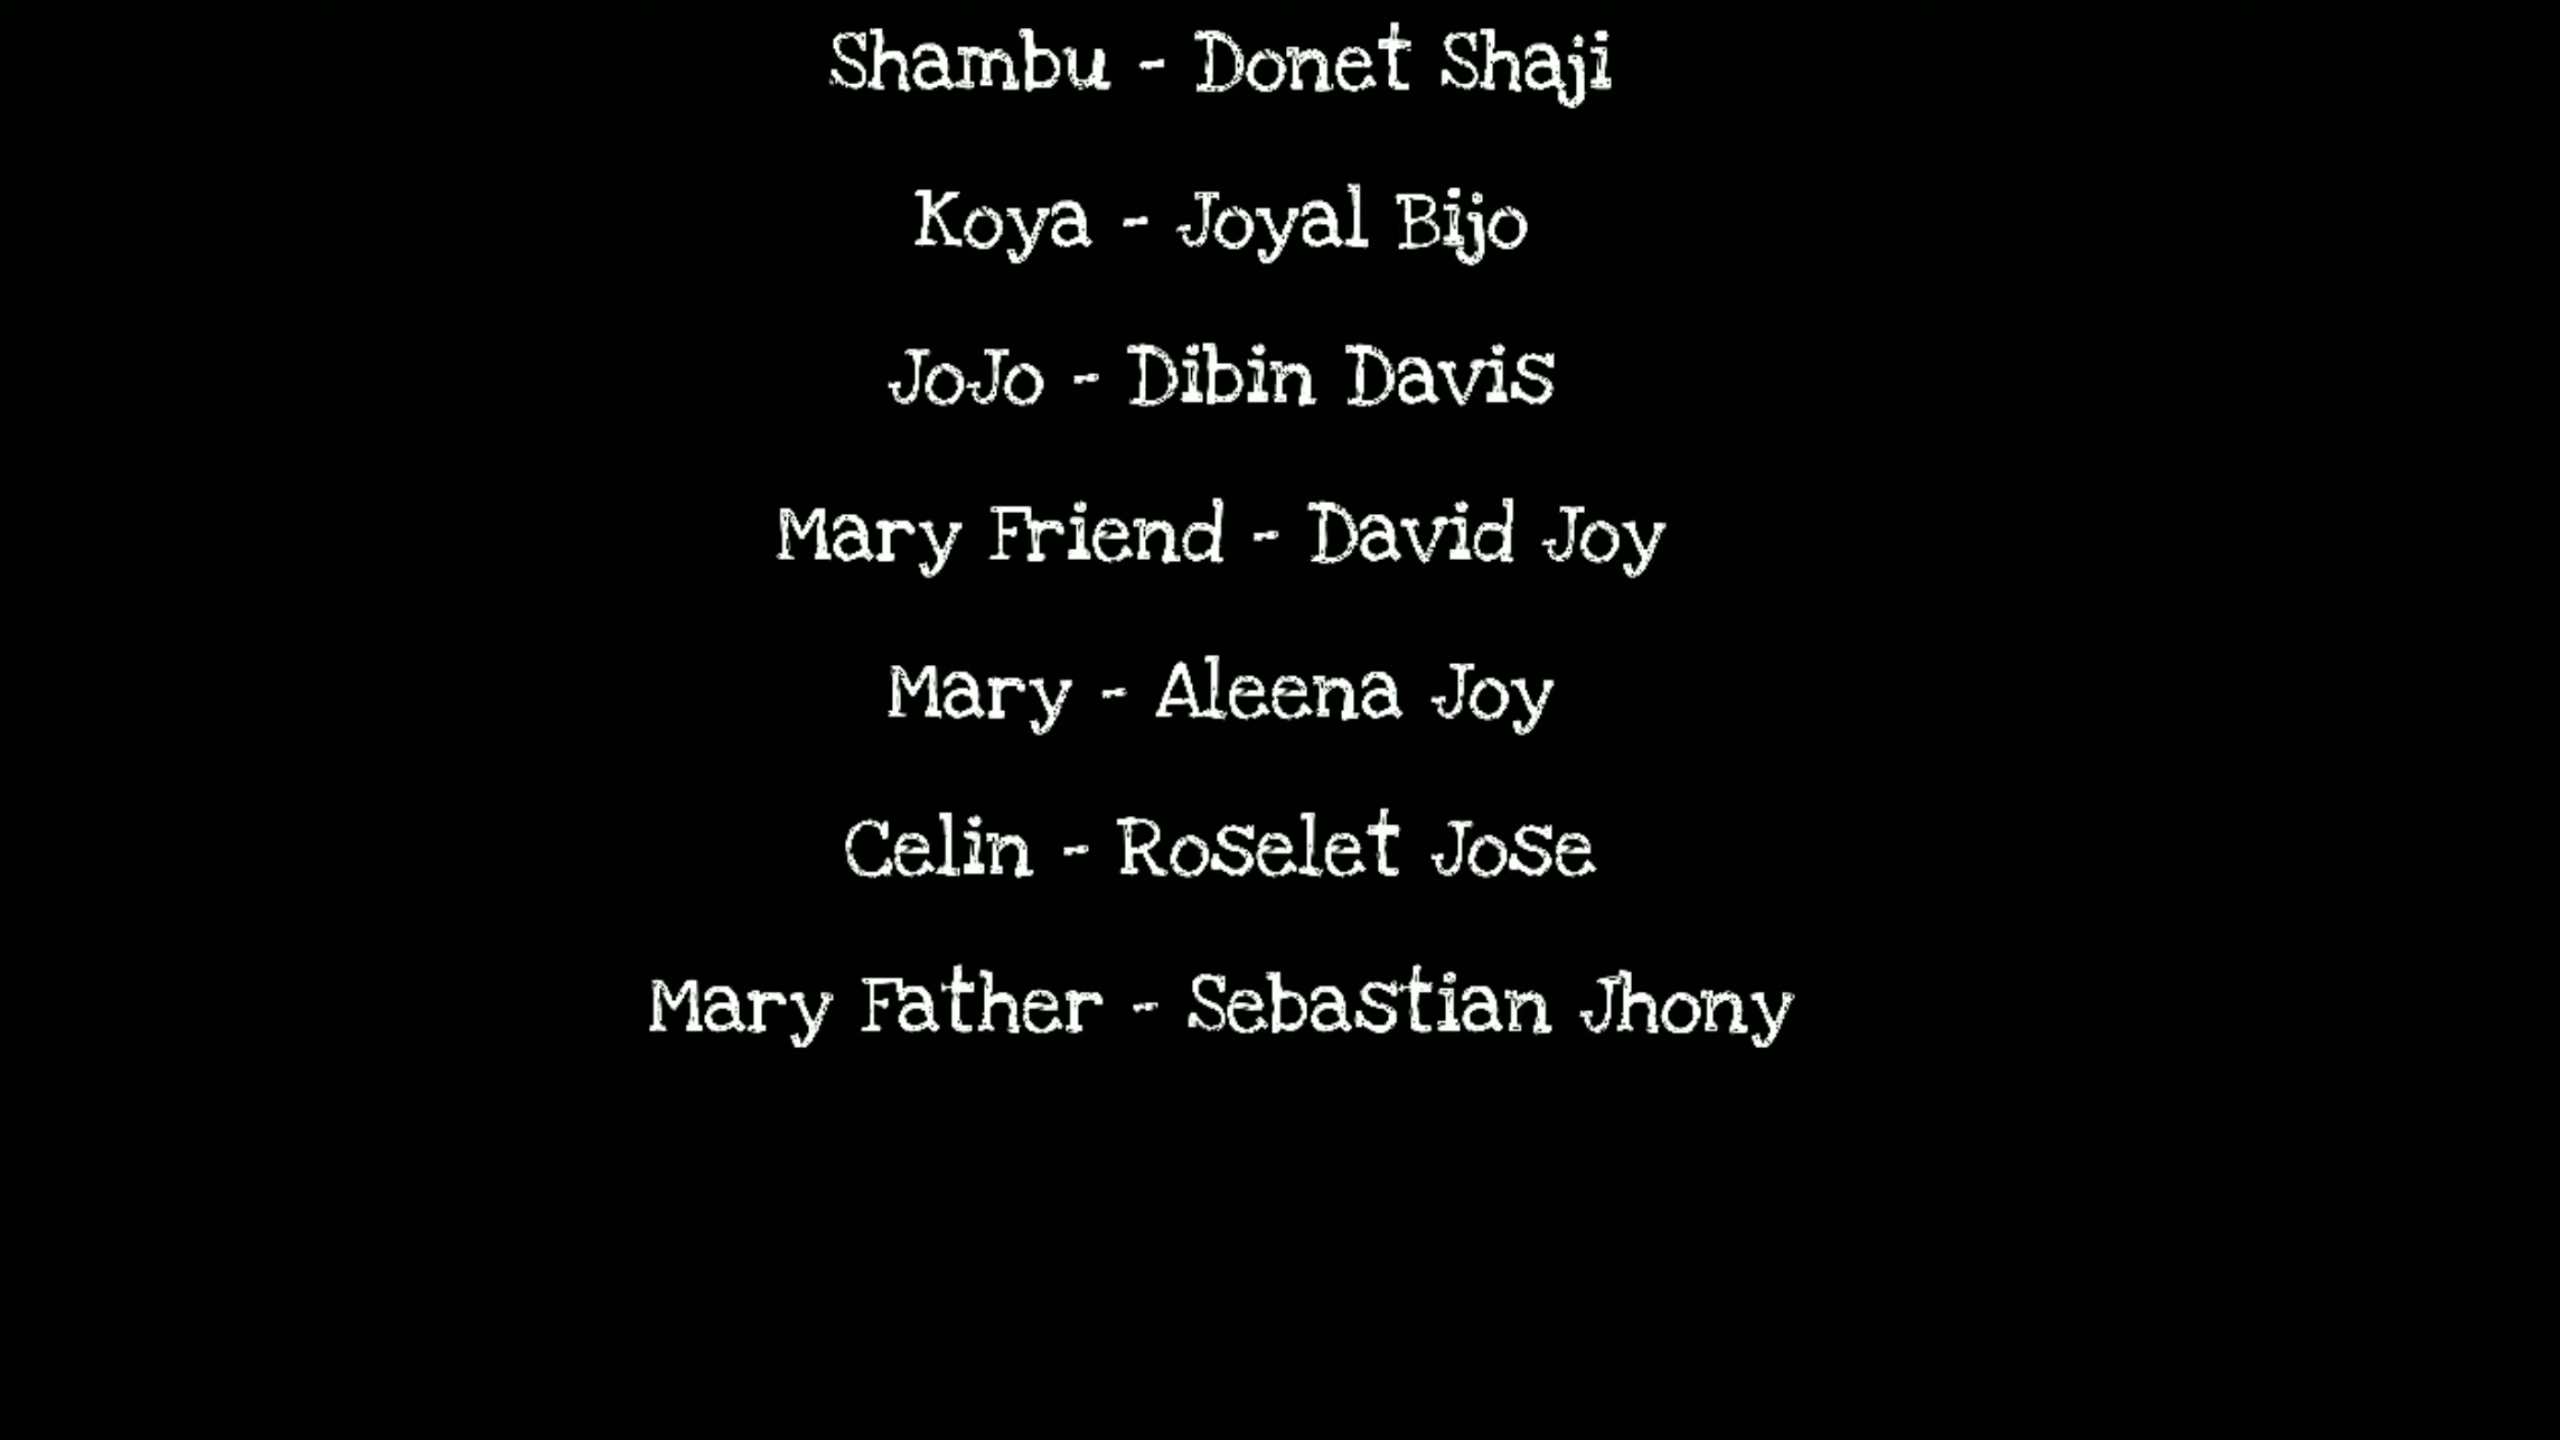 Shambu - Donet Shaji
Koya - Joyal Bijo
JoJo - Dibin Davis
Mary Friend - David Joy
Mary - Aleena Joy
Celin - Roselet Jose
Mary Father - Sebastian Jhony